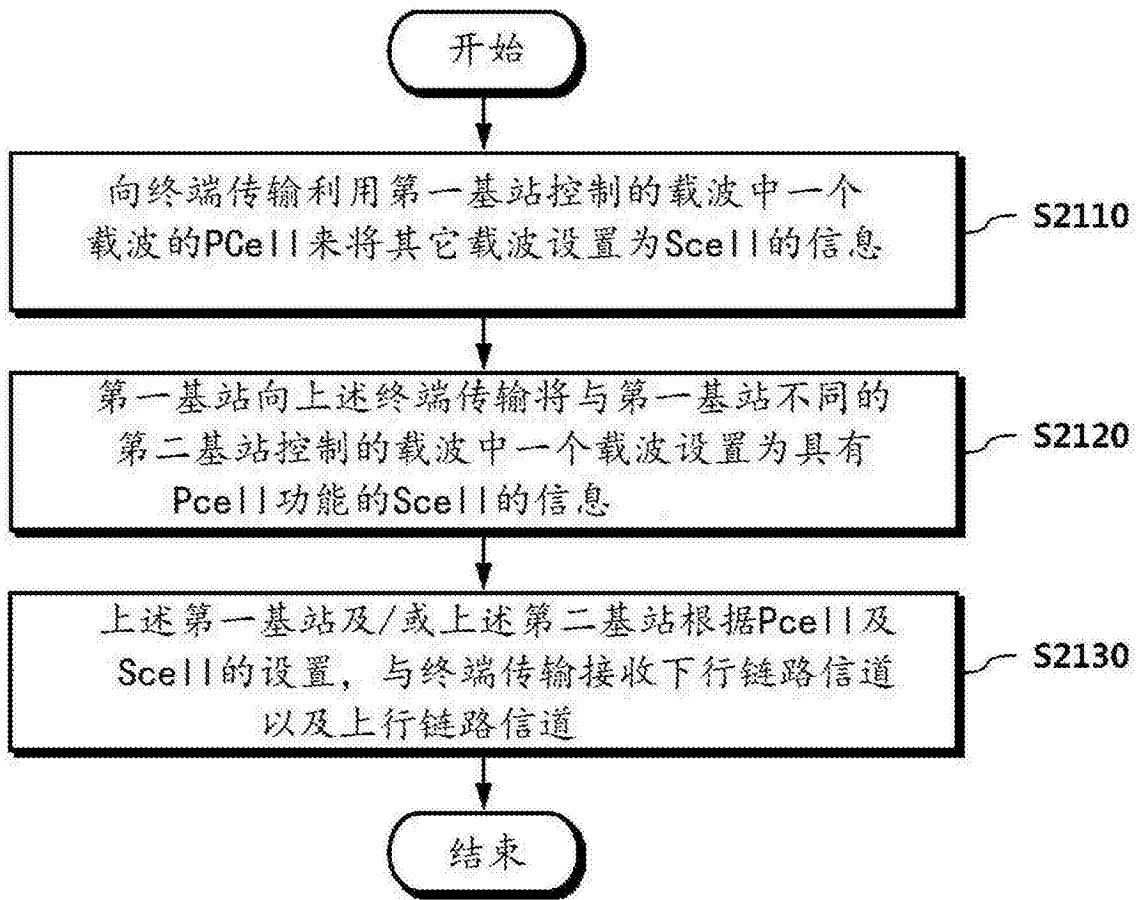 开始
向终端传输利用第一基站控制的载波中一个
载波的PCell来将其它载波设置为Scell的信息
S2110
第一基站向上述终端传输将与第一基站不同的
第二基站控制的载波中一个载波设置为具有
Pcell功能的Scell的信息
S2120
上述第一基站及/或上述第二基站根据Pcell及
Scell的设置，与终端传输接收下行链路信道
以及上行链路信道
S2130
结束